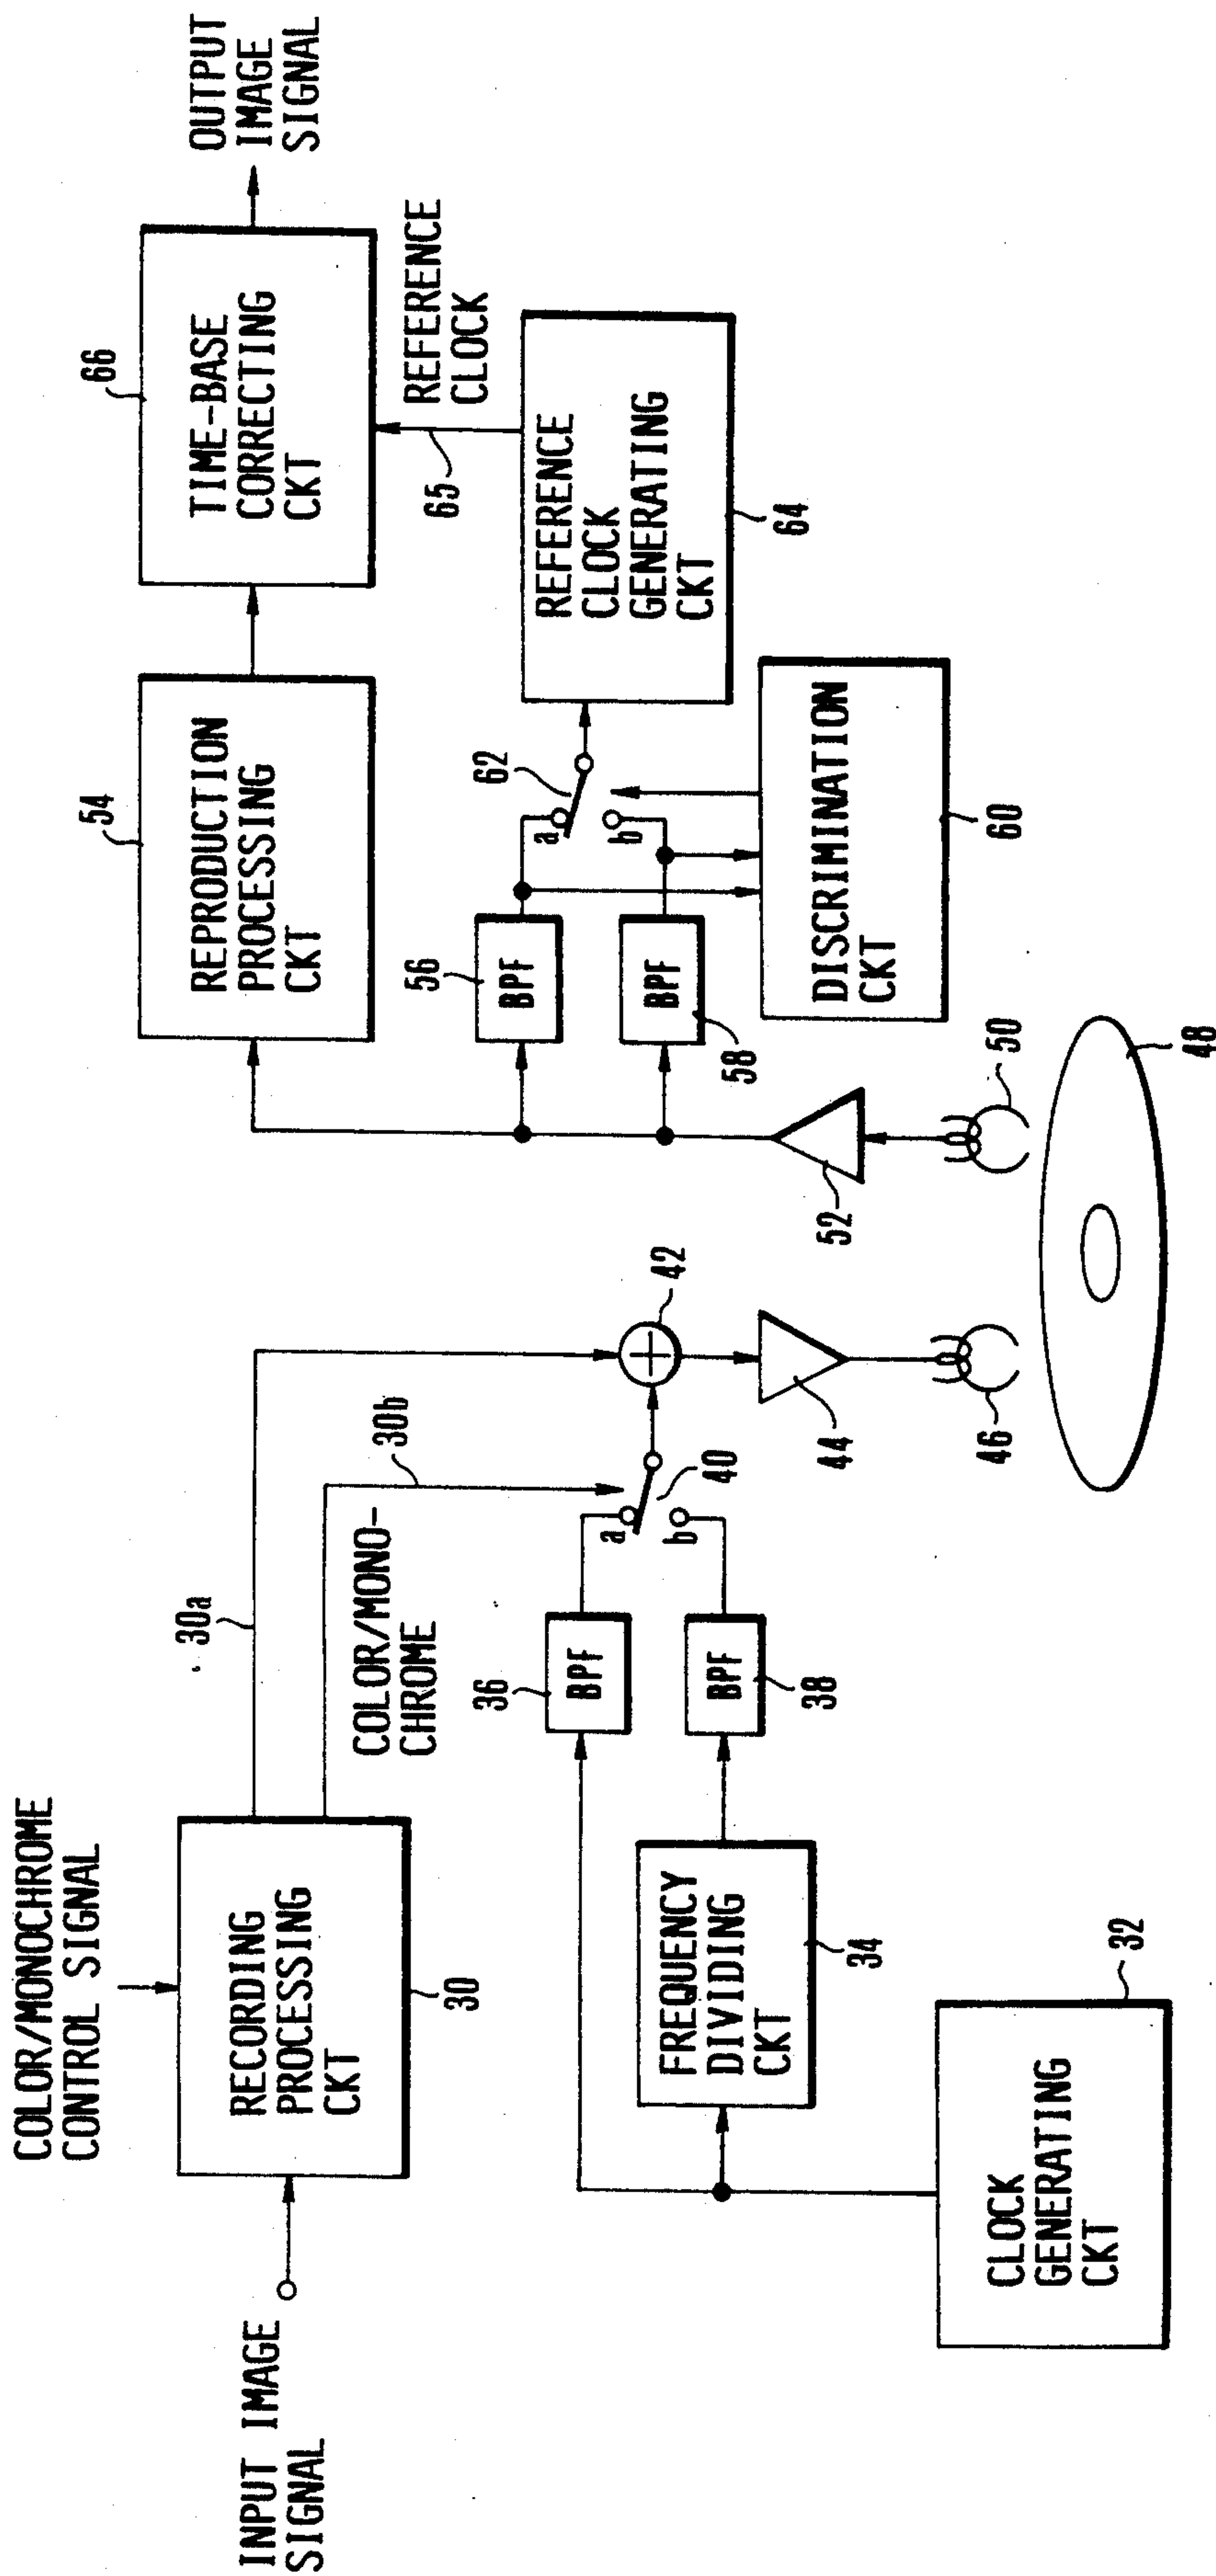 COLOR/MONOCHROME
CONTROL SIGNAL
INPUT IMAGE
SIGNAL
RECORDING
PROCESSING
CKT
30
30a
30b
COLOR/MONO-
CHROME
CLOCK
GENERATING
CKT
32
FREQUENCY
DIVIDING
CKT
34
36
BPF
BPF
38
a
b
40
42
44
46
48
50
52
54
REPRODUCTION
PROCESSING
CKT
56
BPF
BPF
58
a
b
62
DISCRIMINATION
CKT
60
REFERENCE
CLOCK
GENERATING
CKT
64
65
REFERENCE
CLOCK
66
TIME-BASE
CORRECTING
CKT
OUTPUT
IMAGE
SIGNAL